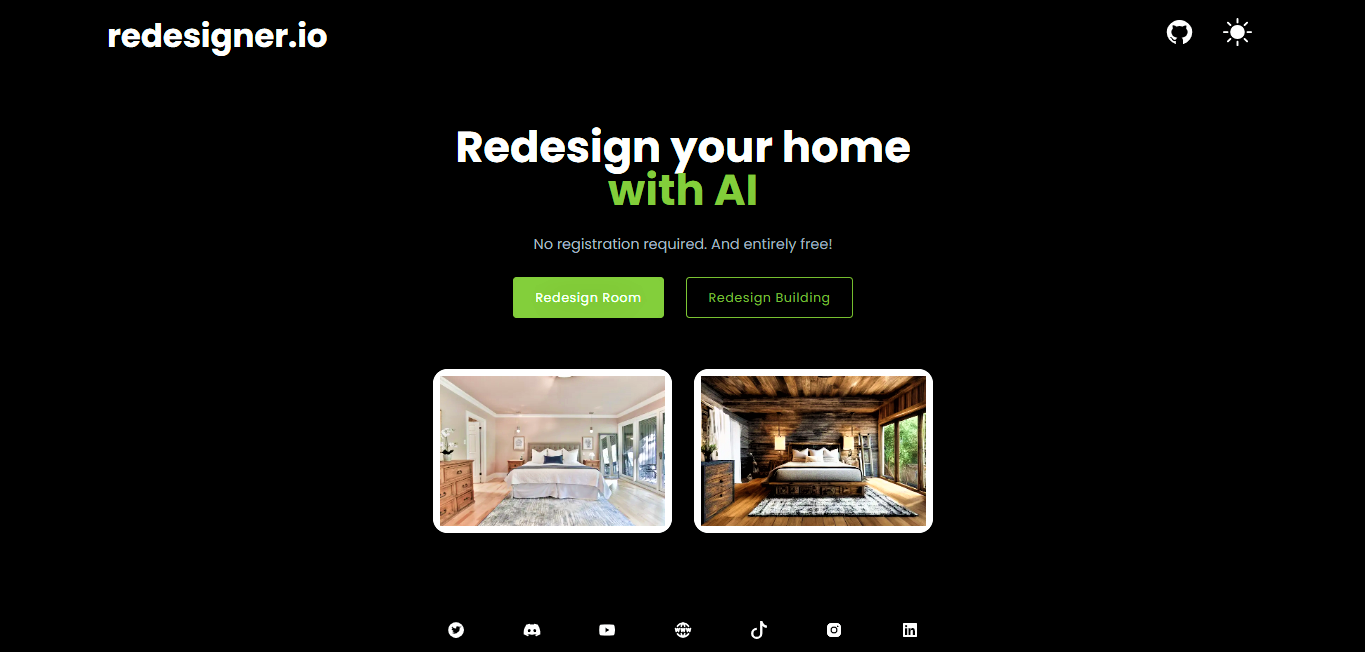 redesigner.io
Redesign your home
with AI
No registration required. And entirely free!
Redesign Room
Redesign Building